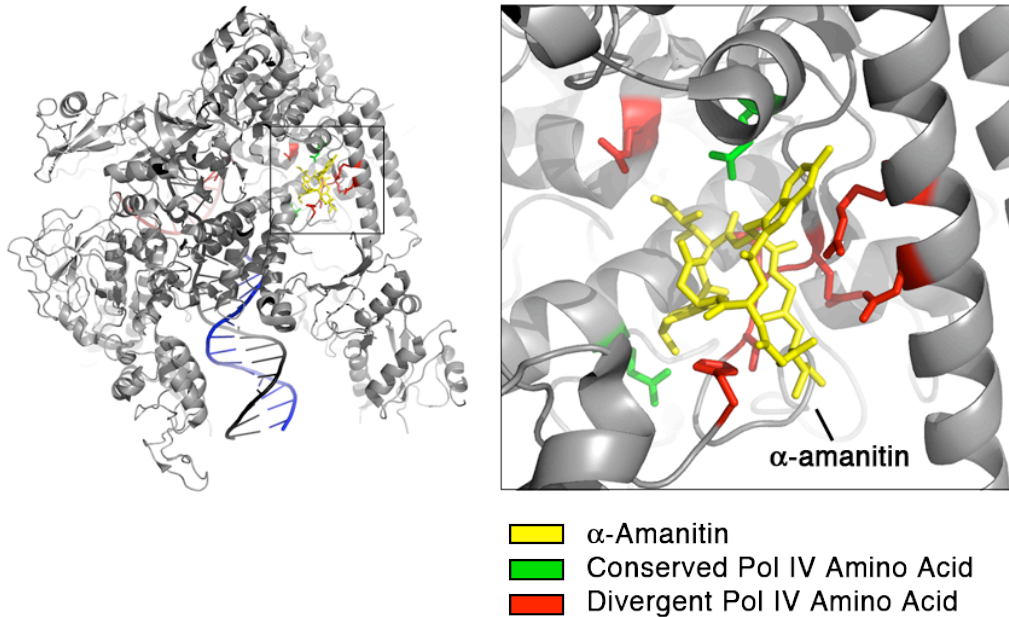 α-amanitin
α-Amanitin
Conserved Pol IV Amino Acid
Divergent Pol IV Amino Acid